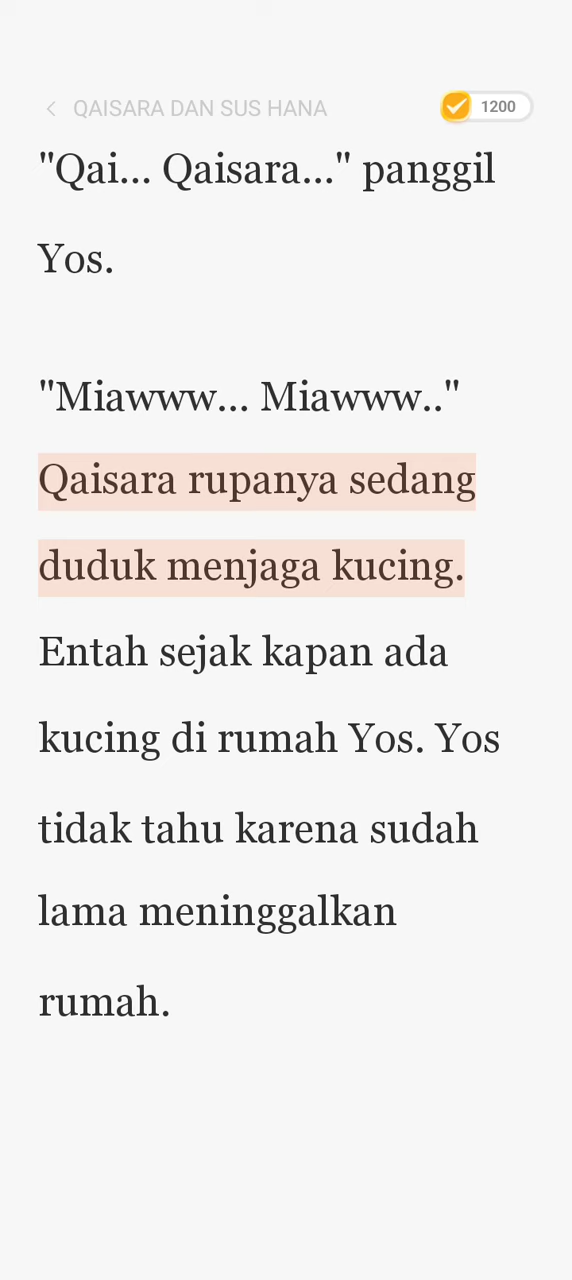 QAISARA DAN SUS HANA
1200
"Qai... Qaisara..." panggil
Yos.
"Miawww... Miawww.."
Qaisara rupanya sedang
duduk menjaga kucing.
Entah sejak kapan ada
kucing di rumah Yos. Yos
tidak tahu karena sudah
lama meninggalkan
rumah.